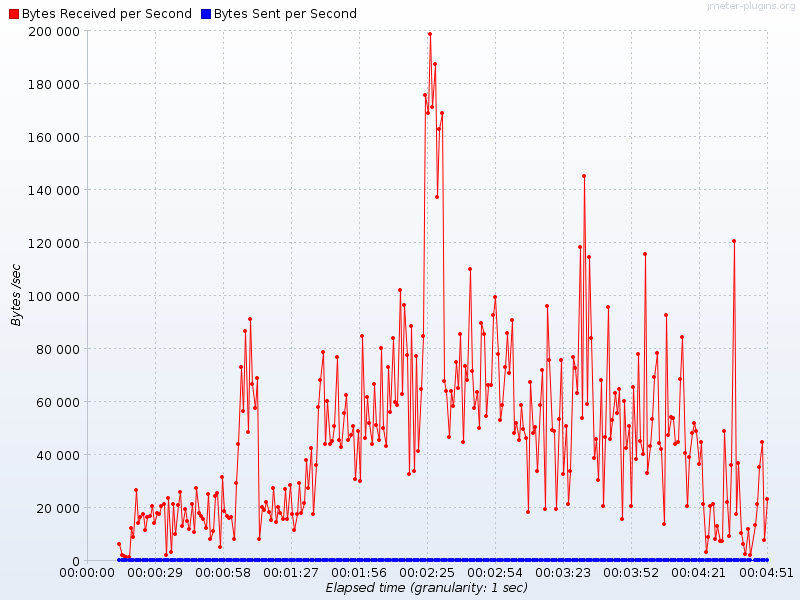 jmeter-plugins.org
Bytes Received per Second Bytes Sent per Second
200 000
180 000
160 000
140 000
120 000
100 000
80 000
60 000
40 000
20 000
0
Bytes /sec
00:00:00 00:00:29 00:00:58 00:01:27 00:01:56 00:02:25 00:02:54 00:03:23 00:03:52 00:04:21 00:04:51
Elapsed time (granularity: 1 sec)